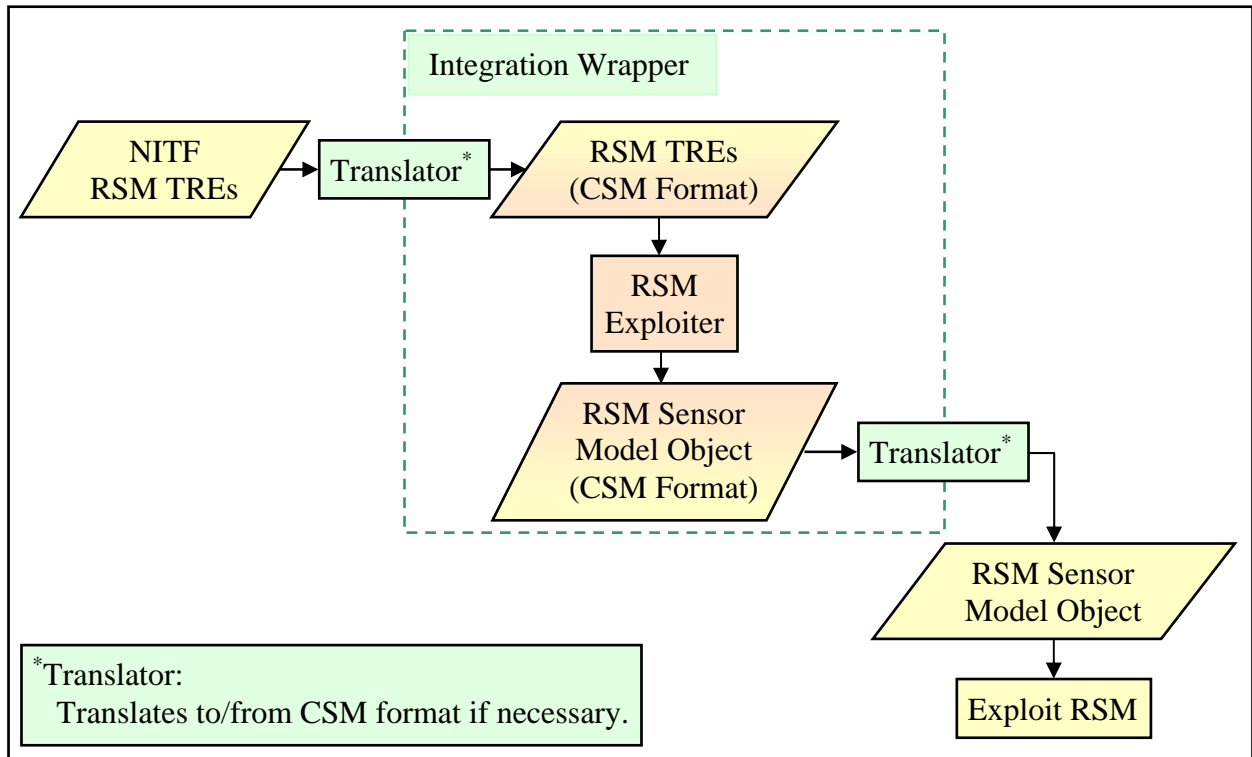 Integration Wrapper
NITF
RSM TREs
Translator*
RSM TREs
(CSM Format)
RSM
Exploiter
RSM Sensor
Model Object
(CSM Format)
Translator*
RSM Sensor
Model Object
Exploit RSM
*Translator:
Translates to/from CSM format if necessary.